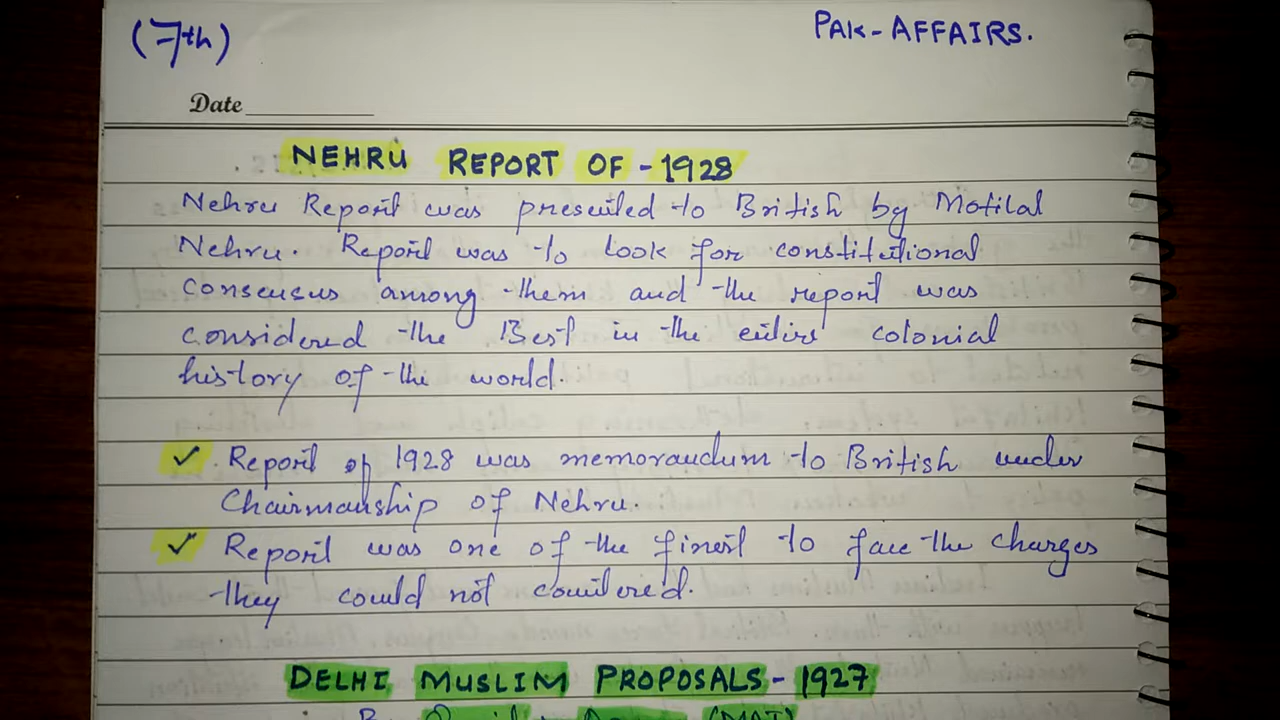 (7th)
PAK-AFFAIRS.
Date
NEHRU REPORT OF - 1928
Nehru Report was presented to British by Motilal
Nehru. Report was to look for constitutional
consensus among them and the report was
considered the Best in the entire colonial
history of the world.
✓ Report of 1928 was memorandum to British under
Chairmanship of Nehru.
✓ Report was one of the finest to face the charges
they could not countered.
DELHI MUSLIM PROPOSALS - 1927